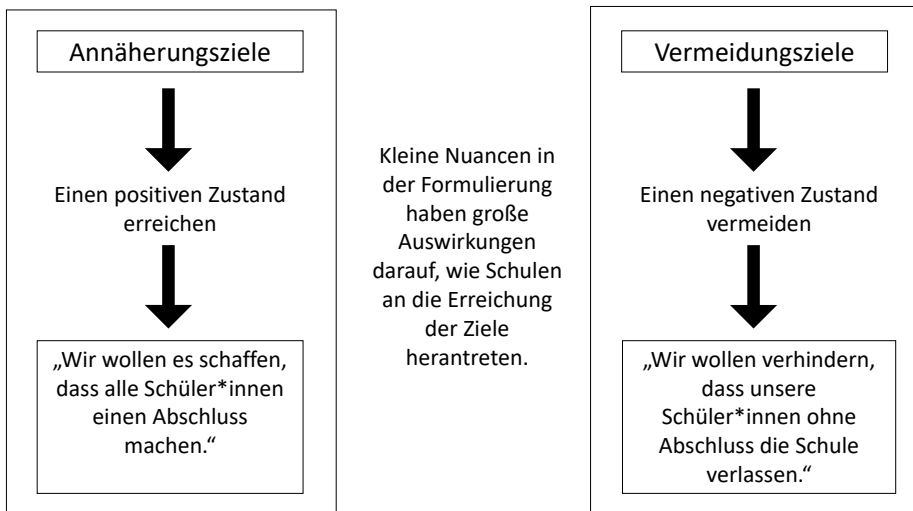 Annäherungsziele
Einen positiven Zustand
erreichen
„Wir wollen es schaffen,
dass alle Schüler*innen
einen Abschluss
machen.“
Kleine Nuancen in
der Formulierung
haben große
Auswirkungen
darauf, wie Schulen
an die Erreichung
der Ziele
herantreten.
Vermeidungsziele
Einen negativen Zustand
vermeiden
„Wir wollen verhindern,
dass unsere
Schüler*innen ohne
Abschluss die Schule
verlassen.“